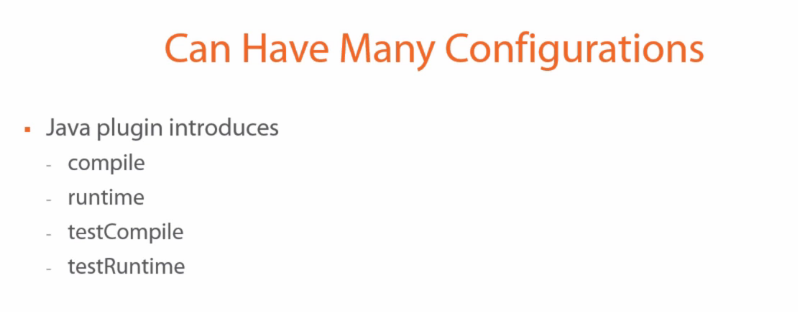 Can Have Many Configurations
▪ Java plugin introduces
- compile
- runtime
- testCompile
- testRuntime